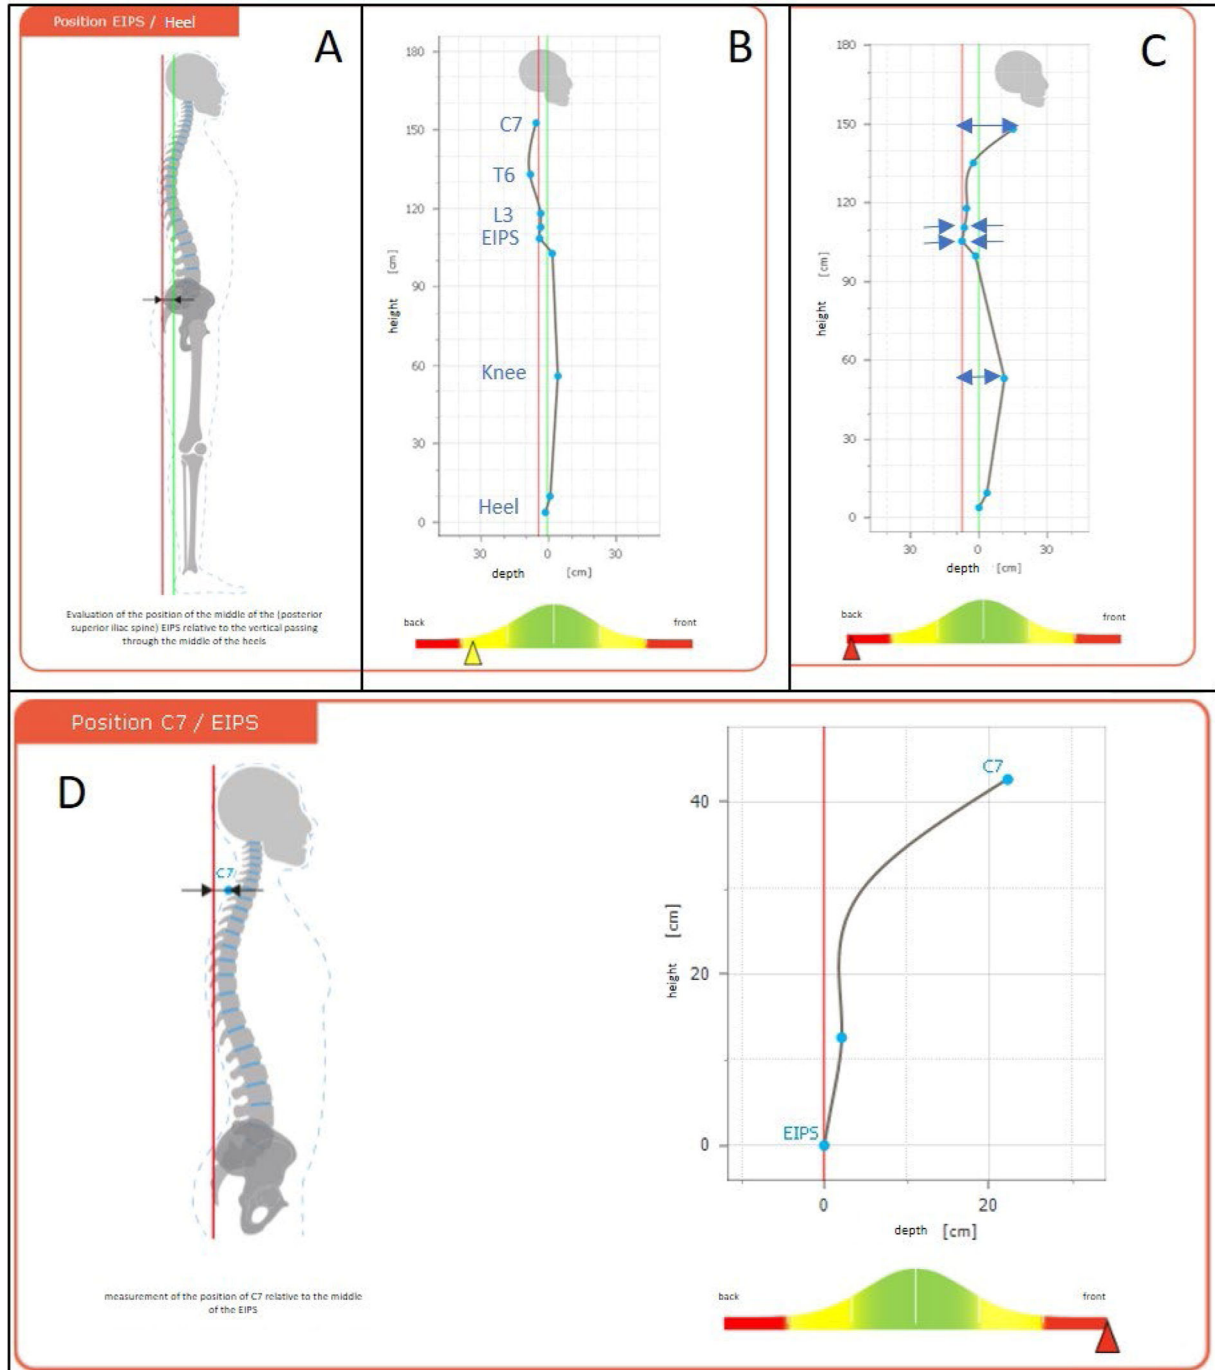 Position EIPS / Heel
A
Evaluation of the position of the middle of the (posterior
superior iliac spine) EIPS relative to the vertical passing
through the middle of the heels
B
180
150
120
90
60
30
0
height [cm]
C7
T6
L3
EIPS
Knee
Heel
30 0 30
depth [cm]
back front
C
180
150
120
90
60
30
0
height [cm]
30 0 30
depth [cm]
back front
Position C7 / EIPS
D
C7
measurement of the position of C7 relative to the middle
of the EIPS
C7
40
20
0
height [cm]
EIPS
0 20
depth [cm]
back front